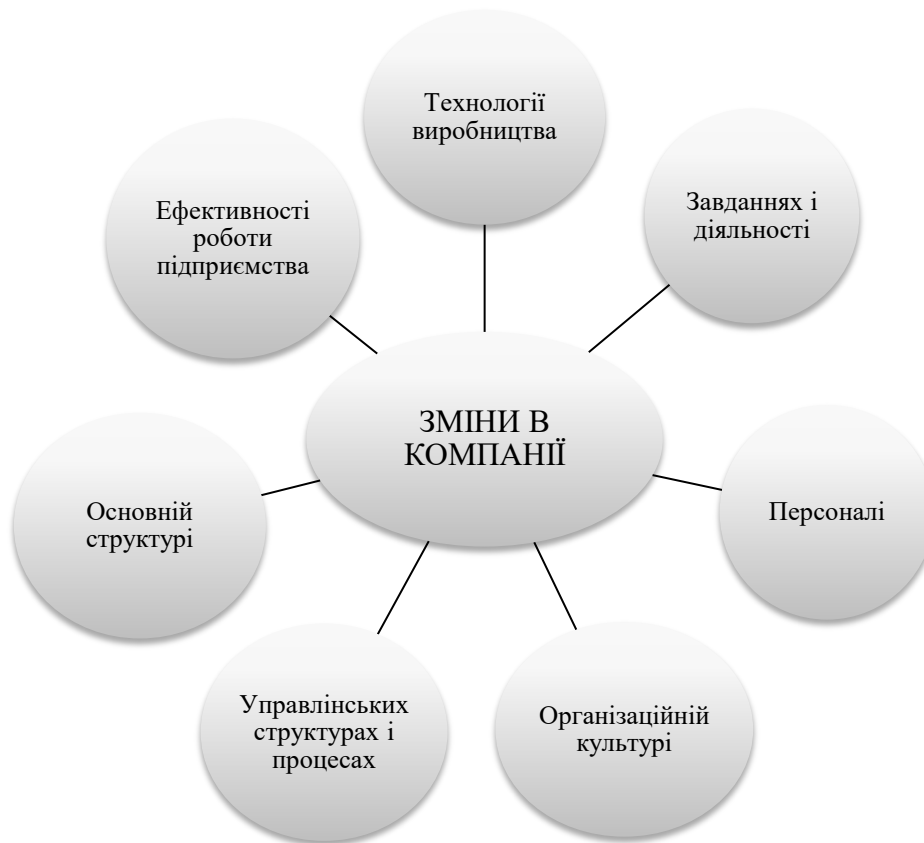 Технології
виробництва
Завданнях і
діяльності
Ефективності
роботи
підприємства
ЗМІНИ В
КОМПАНІЇ
Основній
структурі
Персоналі
Управлінських
структурах і
процесах
Організаційній
культурі